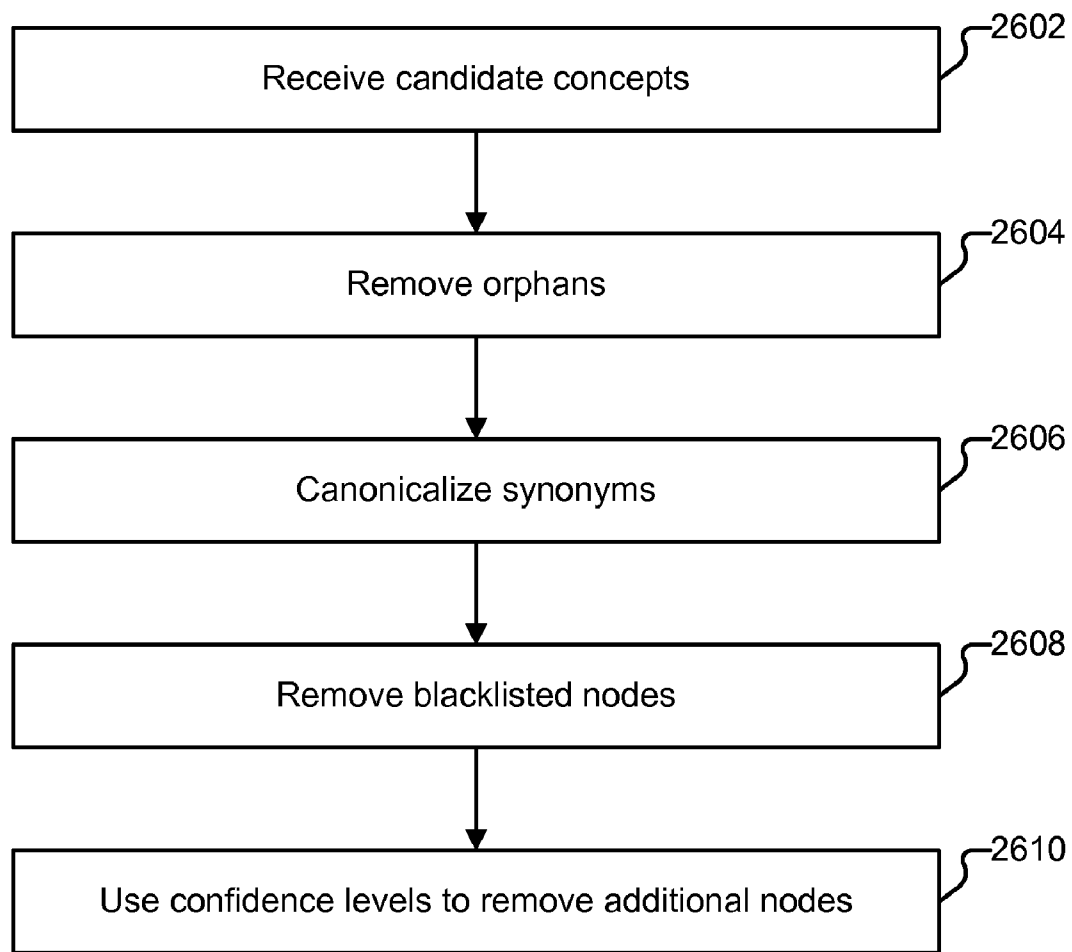 2602
Receive candidate concepts
2604
Remove orphans
2606
Canonicalize synonyms
2608
Remove blacklisted nodes
2610
Use confidence levels to remove additional nodes